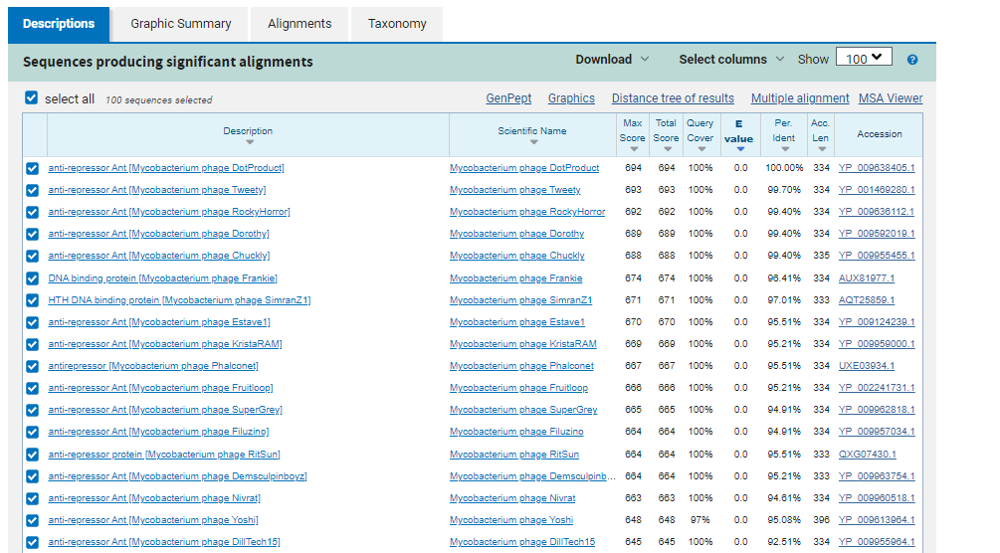 Descriptions Graphic Summary Alignments Taxonomy
Sequences producing significant alignments Download Select columns Show 100
select all 100 sequences selected GenPept Graphics Distance tree of results Multiple alignment MSA Viewer
Description Scientific Name Max Score Total Score Query Cover E value Per. Ident Acc. Len Accession
anti-repressor Ant [Mycobacterium phage DotProduct] Mycobacterium phage DotProduct 694 694 100% 0.0 100.00% 334 YP_009638405.1
anti-repressor Ant [Mycobacterium phage Tweety] Mycobacterium phage Tweety 693 693 100% 0.0 99.70% 334 YP_001469280.1
anti-repressor Ant [Mycobacterium phage RockyHorror] Mycobacterium phage RockyHorror 692 692 100% 0.0 99.40% 334 YP_009636112.1
anti-repressor Ant [Mycobacterium phage Dorothy] Mycobacterium phage Dorothy 689 689 100% 0.0 99.40% 334 YP_009592019.1
anti-repressor Ant [Mycobacterium phage Chuckly] Mycobacterium phage Chuckly 688 688 100% 0.0 99.40% 335 YP_009955455.1
DNA binding protein [Mycobacterium phage Frankie] Mycobacterium phage Frankie 674 674 100% 0.0 96.41% 334 AUX81977.1
HTH DNA binding protein [Mycobacterium phage SimranZ1] Mycobacterium phage SimranZ1 671 671 100% 0.0 97.01% 333 AQT25859.1
anti-repressor Ant [Mycobacterium phage Estave1] Mycobacterium phage Estave1 670 670 100% 0.0 95.51% 334 YP_009124239.1
anti-repressor Ant [Mycobacterium phage KristaRAM] Mycobacterium phage KristaRAM 669 669 100% 0.0 95.21% 334 YP_009959000.1
antirepressor [Mycobacterium phage Phalconet] Mycobacterium phage Phalconet 667 667 100% 0.0 95.51% 334 UXE03934.1
anti-repressor Ant [Mycobacterium phage Fruitloop] Mycobacterium phage Fruitloop 666 666 100% 0.0 95.21% 334 YP_002241731.1
anti-repressor Ant [Mycobacterium phage SuperGrey] Mycobacterium phage SuperGrey 665 665 100% 0.0 94.91% 334 YP_009962818.1
anti-repressor Ant [Mycobacterium phage Filuzino] Mycobacterium phage Filuzino 664 664 100% 0.0 94.91% 334 YP_009957034.1
anti-repressor protein [Mycobacterium phage RitSun] Mycobacterium phage RitSun 664 664 100% 0.0 95.51% 333 QXG07430.1
anti-repressor Ant [Mycobacterium phage Demsculpinboyz] Mycobacterium phage Demsculpinb... 664 664 100% 0.0 95.21% 333 YP_009963754.1
anti-repressor Ant [Mycobacterium phage Nivrat] Mycobacterium phage Nivrat 663 663 100% 0.0 94.61% 334 YP_009960518.1
anti-repressor Ant [Mycobacterium phage Yoshi] Mycobacterium phage Yoshi 648 648 97% 0.0 95.08% 396 YP_009613964.1
anti-repressor Ant [Mycobacterium phage DillTech15] Mycobacterium phage DillTech15 645 645 100% 0.0 92.51% 334 YP_009955964.1